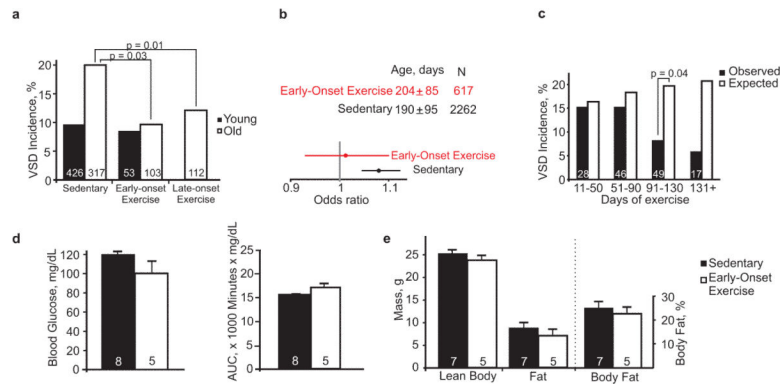 a
VSD Incidence, %
20
15
10
5
0
p = 0.01
p = 0.03
Young
Old
426 317 53 103 112
Sedentary Early-onset Exercise Late-onset Exercise
b
Age, days N
Early-Onset Exercise 204±85 617
Sedentary 190±95 2262
Early-Onset Exercise
Sedentary
0.9 1 1.1
Odds ratio
c
VSD Incidence, %
20
15
10
5
0
p = 0.04
Observed
Expected
28 46 49 17
11-50 51-90 91-130 131+
Days of exercise
d
Blood Glucose, mg/dL
120
100
80
60
40
20
0
8 5
AUC, x 1000 Minutes x mg/dL
25
20
15
10
5
0
8 5
e
Mass, g
25
20
15
10
5
0
7 5 7 5 7 5
Lean Body Fat Body Fat
30
20
10
0
Body Fat, %
Sedentary
Early-Onset
Exercise